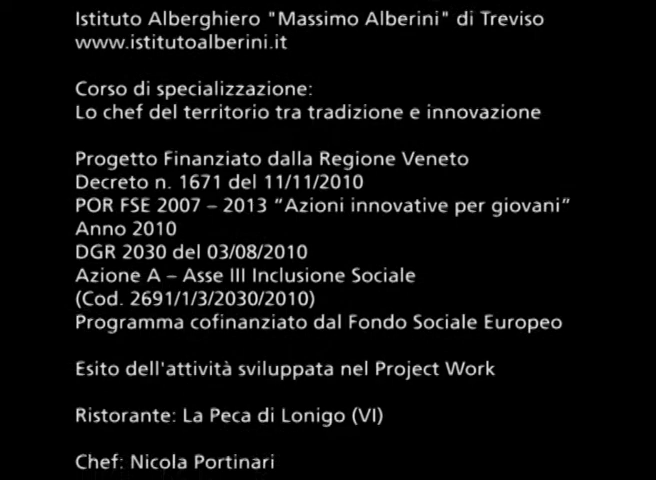 Istituto Alberghiero "Massimo Alberini" di Treviso
www.istitutoalberini.it
Corso di specializzazione:
Lo chef del territorio tra tradizione e innovazione
Progetto Finanziato dalla Regione Veneto
Decreto n. 1671 del 11/11/2010
POR FSE 2007 – 2013 “Azioni innovative per giovani”
Anno 2010
DGR 2030 del 03/08/2010
Azione A – Asse III Inclusione Sociale
(Cod. 2691/1/3/2030/2010)
Programma cofinanziato dal Fondo Sociale Europeo
Esito dell'attività sviluppata nel Project Work
Ristorante: La Peca di Lonigo (VI)
Chef: Nicola Portinari